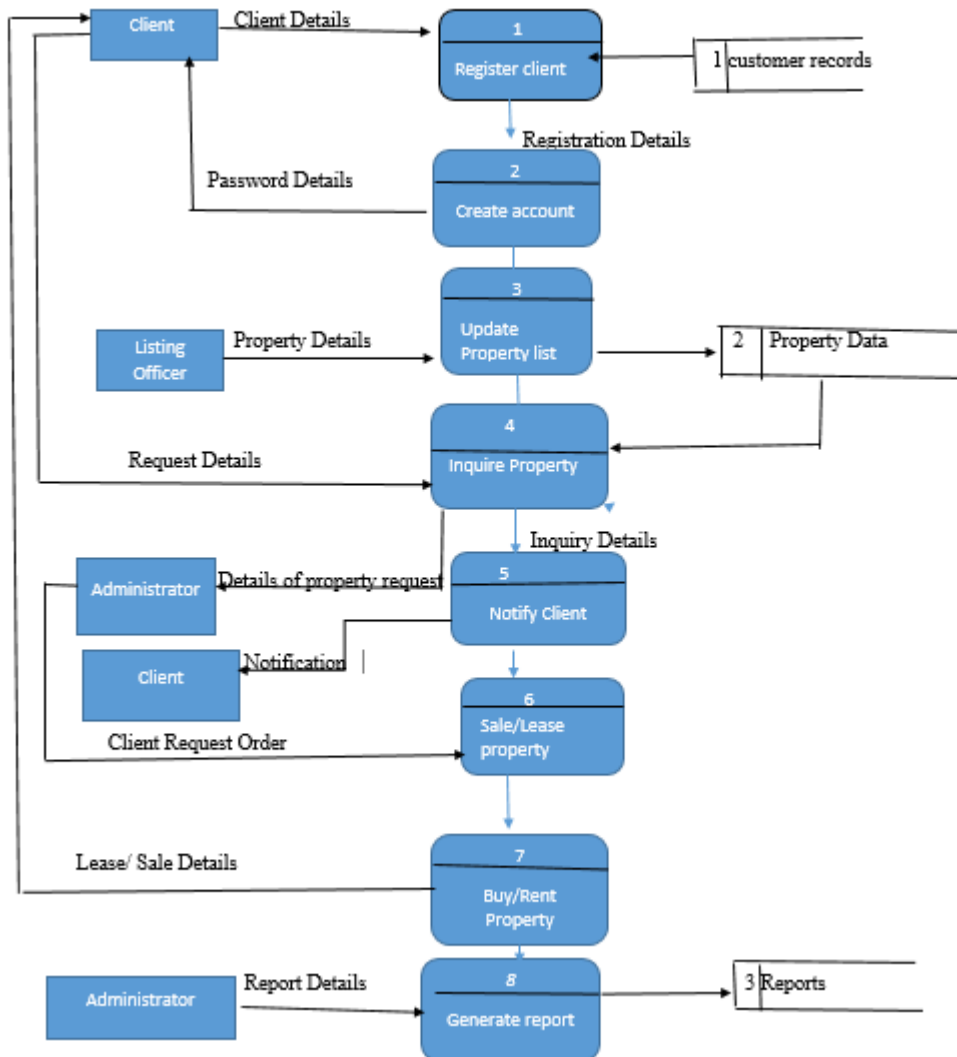 Client
Client Details
1
Register client
1 customer records
Registration Details
Password Details
2
Create account
3
Update
Property list
Listing
Officer
Property Details
2 Property Data
4
Inquire Property
Request Details
Inquiry Details
Administrator
Details of property request
5
Notify Client
Client
Notification
6
Sale/Lease
property
Client Request Order
Lease/ Sale Details
7
Buy/Rent
Property
Administrator
Report Details
8
Generate report
3 Reports